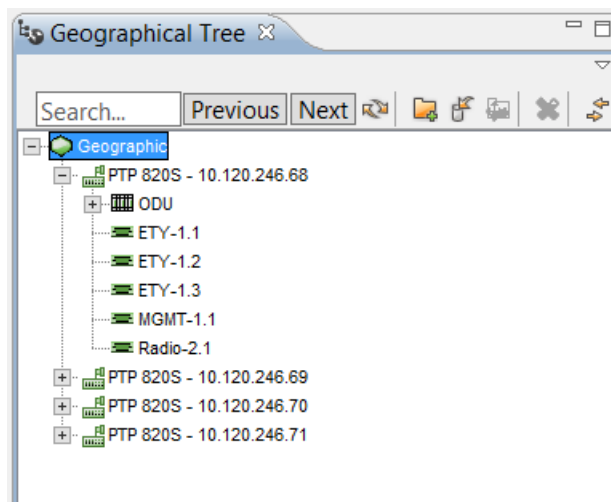 Geographical Tree
Search... Previous Next
Geographic
PTP 820S - 10.120.246.68
ODU
ETY-1.1
ETY-1.2
ETY-1.3
MGMT-1.1
Radio-2.1
PTP 820S - 10.120.246.69
PTP 820S - 10.120.246.70
PTP 820S - 10.120.246.71